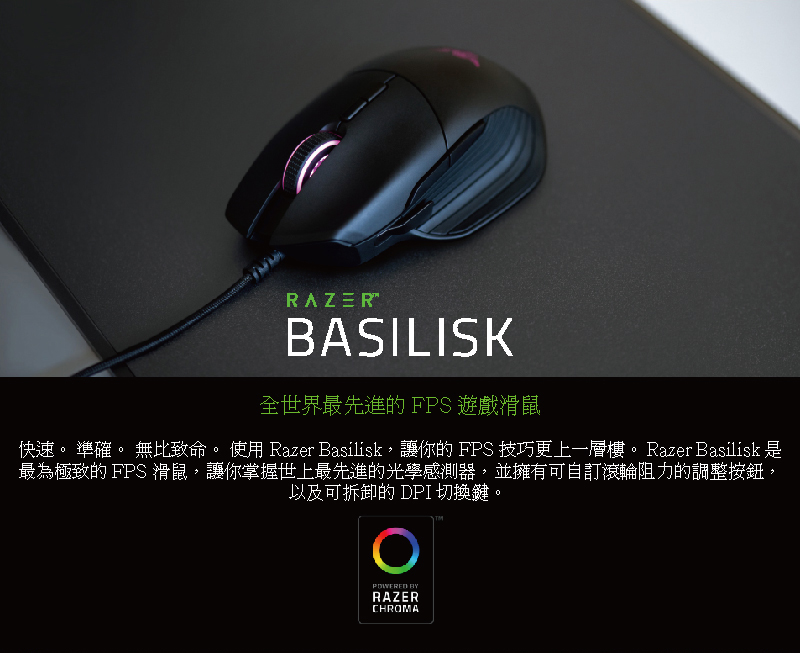 RAZER™
BASILISK
全世界最先進的 FPS 遊戲滑鼠
快速。 準確。 無比致命。 使用 Razer Basilisk，讓你的 FPS 技巧更上一層樓。 Razer Basilisk 是
最為極致的 FPS 滑鼠，讓你掌握世上最先進的光學感測器，並擁有可自訂滾輪阻力的調整按鈕，
以及可拆卸的 DPI 切換鍵。
™
POWERED BY
RAZER
CHROMA